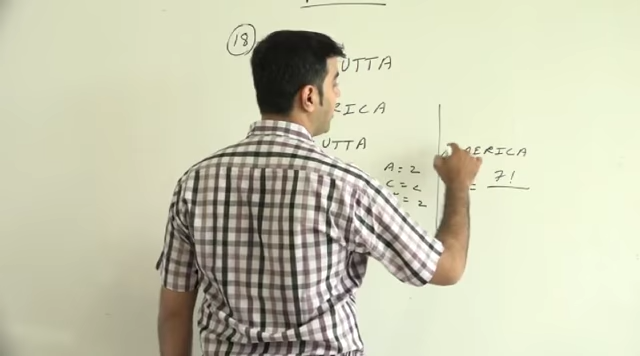 18
UTTA
RICA
UTTA
A = 2
C = 2
= 2
ERICA
= 7!